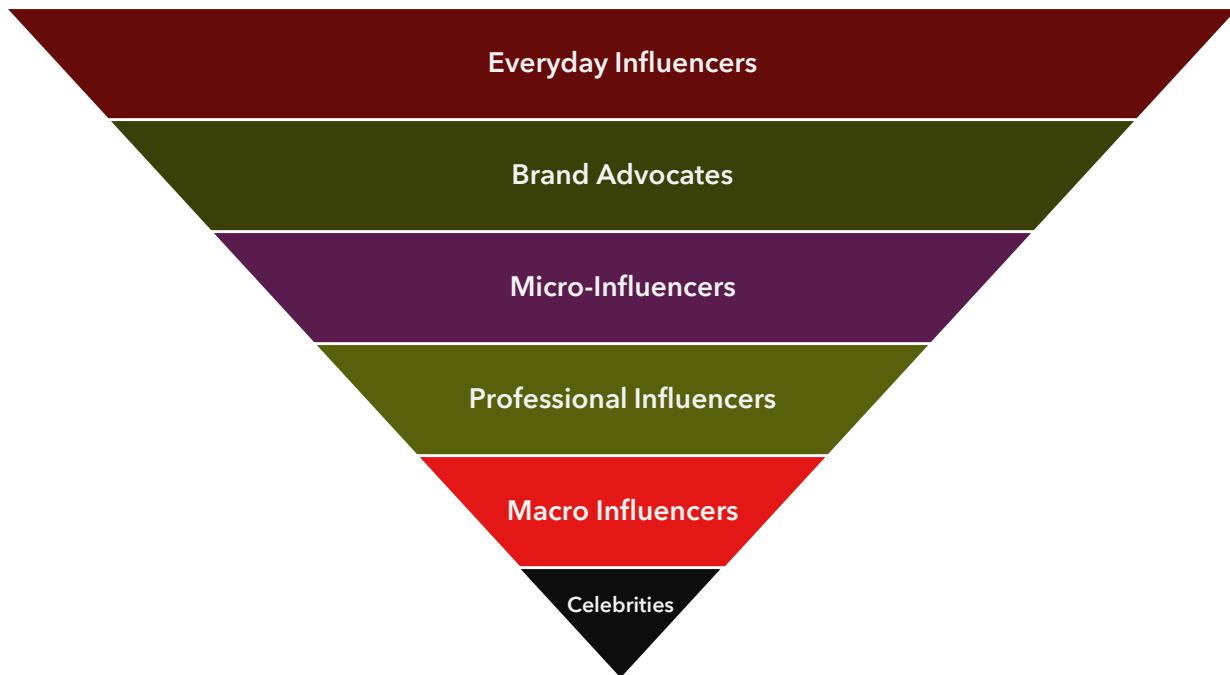 Everyday Influencers
Brand Advocates
Micro-Influencers
Professional Influencers
Macro Influencers
Celebrities